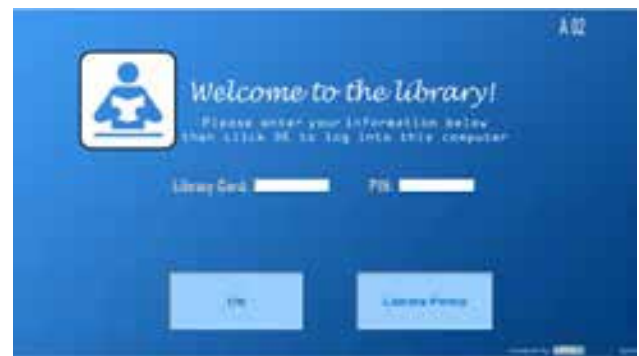 A 02
Welcome to the library!
Please enter your information below
then click OK to log into this computer
Library Card
PIN
OK
Library Policy